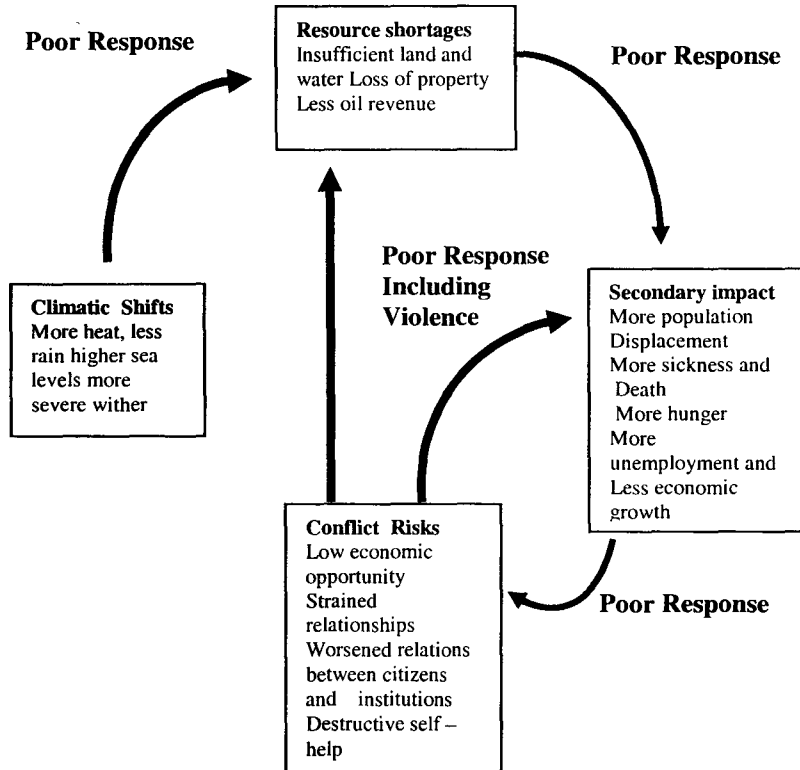 Poor Response
Resource shortages
Insufficient land and
water Loss of property
Less oil revenue
Poor Response
Climatic Shifts
More heat, less
rain higher sea
levels more
severe wither
Poor Response
Including
Violence
Secondary impact
More population
Displacement
More sickness and
Death
More hunger
More
unemployment and
Less economic
growth
Conflict Risks
Low economic
opportunity
Strained
relationships
Worsened relations
between citizens
and institutions
Destructive self –
help
Poor Response